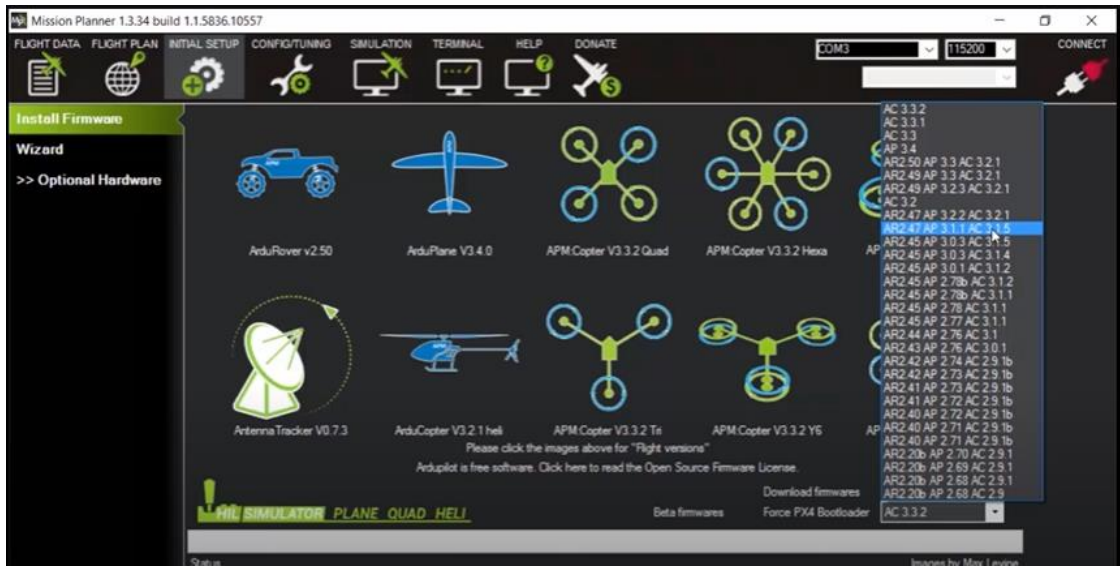 Mission Planner 1.3.34 build 1.1.5836.10557
FLIGHT DATA FLIGHT PLAN INITIAL SETUP CONFIG/TUNING SIMULATION TERMINAL HELP DONATE COM3 115200 CONNECT
Install Firmware
Wizard
>> Optional Hardware
ArduRover v2.50 ArduPlane V3.4.0 APM:Copter V3.3.2 Quad APM:Copter V3.3.2 Hexa AP
AntennaTracker V0.7.3 ArduCopter V3.2.1 heli APM:Copter V3.3.2 Tri APM:Copter V3.3.2 Y6 AP
AC 3.3.2
AC 3.3.1
AC 3.3
AP 3.4
AR2.50 AP 3.3 AC 3.2.1
AR2.49 AP 3.3 AC 3.2.1
AR2.49 AP 3.2.3 AC 3.2.1
AC 3.2
AR2.47 AP 3.2.2 AC 3.2.1
AR2.47 AP 3.1.1 AC 3.1.5
AR2.45 AP 3.0.3 AC 3.1.5
AR2.45 AP 3.0.3 AC 3.1.4
AR2.45 AP 3.0.1 AC 3.1.2
AR2.45 AP 2.78b AC 3.1.2
AR2.45 AP 2.78b AC 3.1.1
AR2.45 AP 2.78 AC 3.1.1
AR2.45 AP 2.77 AC 3.1.1
AR2.44 AP 2.76 AC 3.1
AR2.43 AP 2.76 AC 3.0.1
AR2.42 AP 2.74 AC 2.9.1b
AR2.42 AP 2.73 AC 2.9.1b
AR2.41 AP 2.73 AC 2.9.1b
AR2.41 AP 2.72 AC 2.9.1b
AR2.40 AP 2.72 AC 2.9.1b
AR2.40 AP 2.71 AC 2.9.1b
AR2.40 AP 2.71 AC 2.9.1b
AR2.20b AP 2.70 AC 2.9.1
AR2.20b AP 2.69 AC 2.9.1
AR2.20b AP 2.68 AC 2.9.1
AR2.20b AP 2.68 AC 2.9
Please click the images above for "Flight versions"
Ardupilot is free software. Click here to read the Open Source Firmware License.
Download firmwares
HIL SIMULATOR PLANE QUAD HELI Beta firmwares Force PX4 Bootloader AC 3.3.2
Status Images by Max Levine